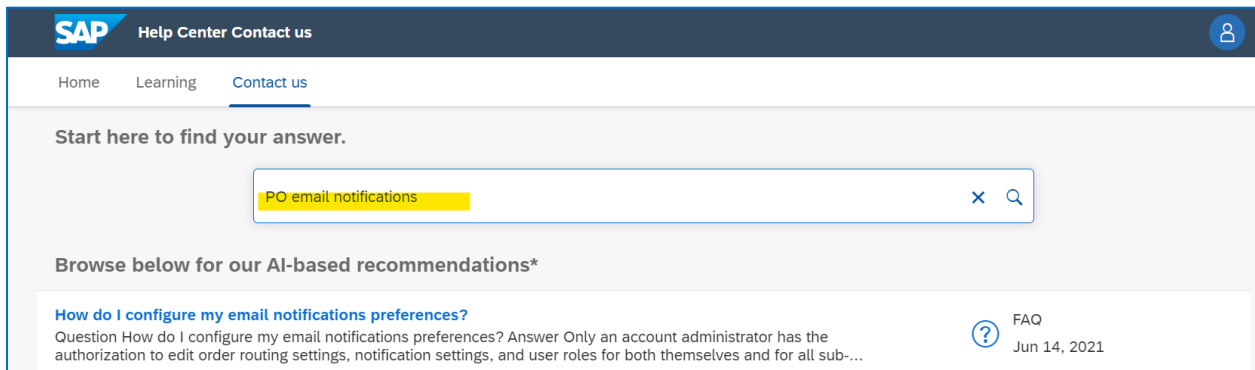 SAP Help Center Contact us
Home Learning Contact us
Start here to find your answer.
PO email notifications
Browse below for our AI-based recommendations*
How do I configure my email notifications preferences?
Question How do I configure my email notifications preferences? Answer Only an account administrator has the
authorization to edit order routing settings, notification settings, and user roles for both themselves and for all sub-...
FAQ
Jun 14, 2021